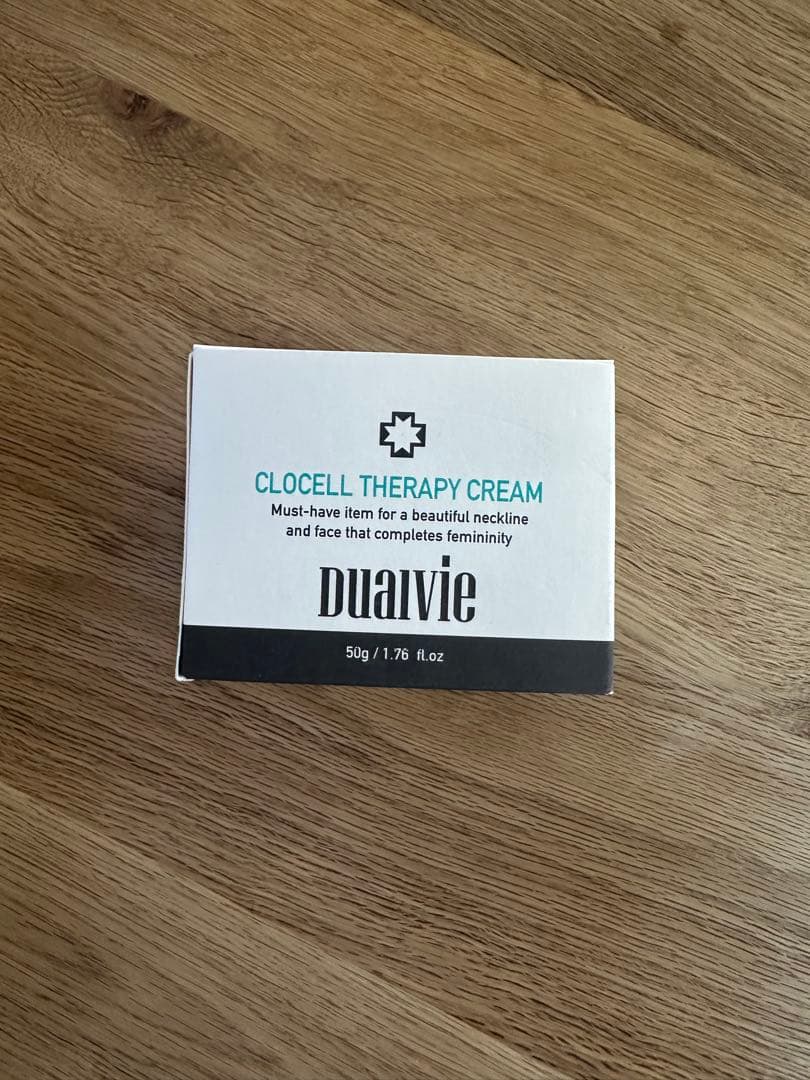 CLOCELL THERAPY CREAM
Must-have item for a beautiful neckline
and face that completes femininity
Dualvie
50g / 1.76 fl.oz